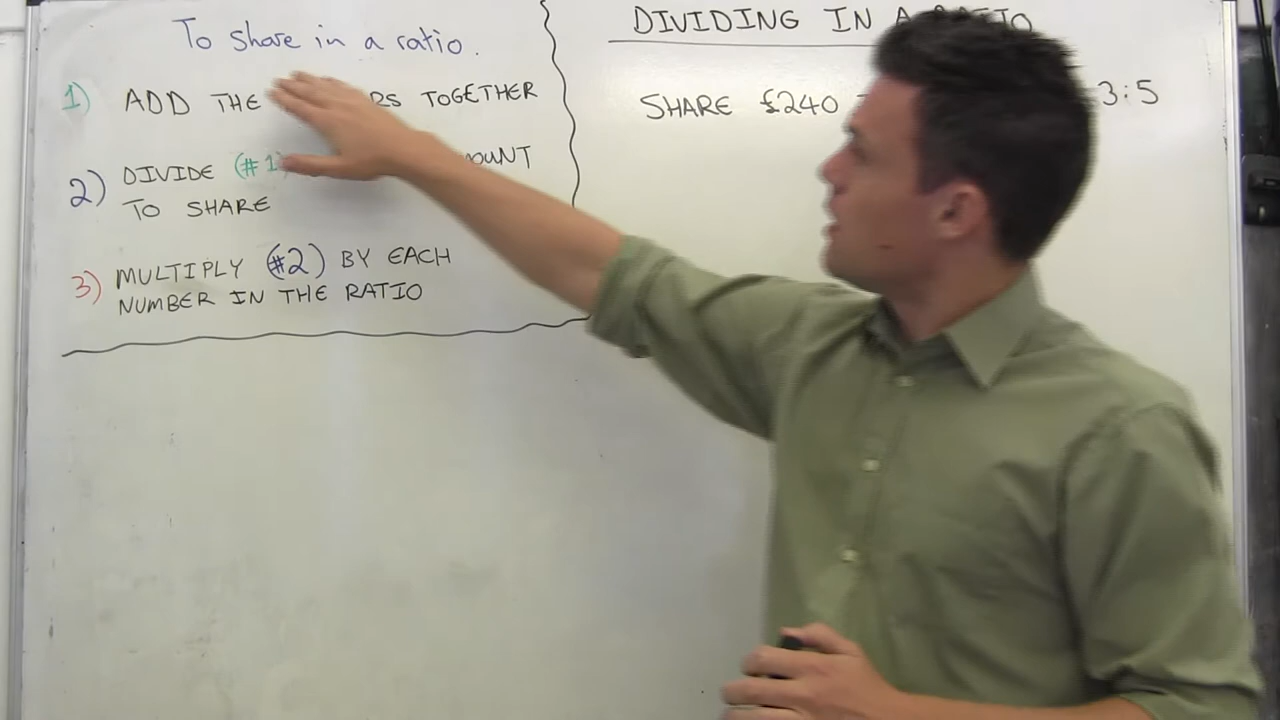 To share in a ratio.
1) ADD THE RS TOGETHER
2) DIVIDE (#1) OUNT
TO SHARE
3) MULTIPLY (#2) BY EACH
NUMBER IN THE RATIO
DIVIDING IN A RATIO
SHARE £240 3:5